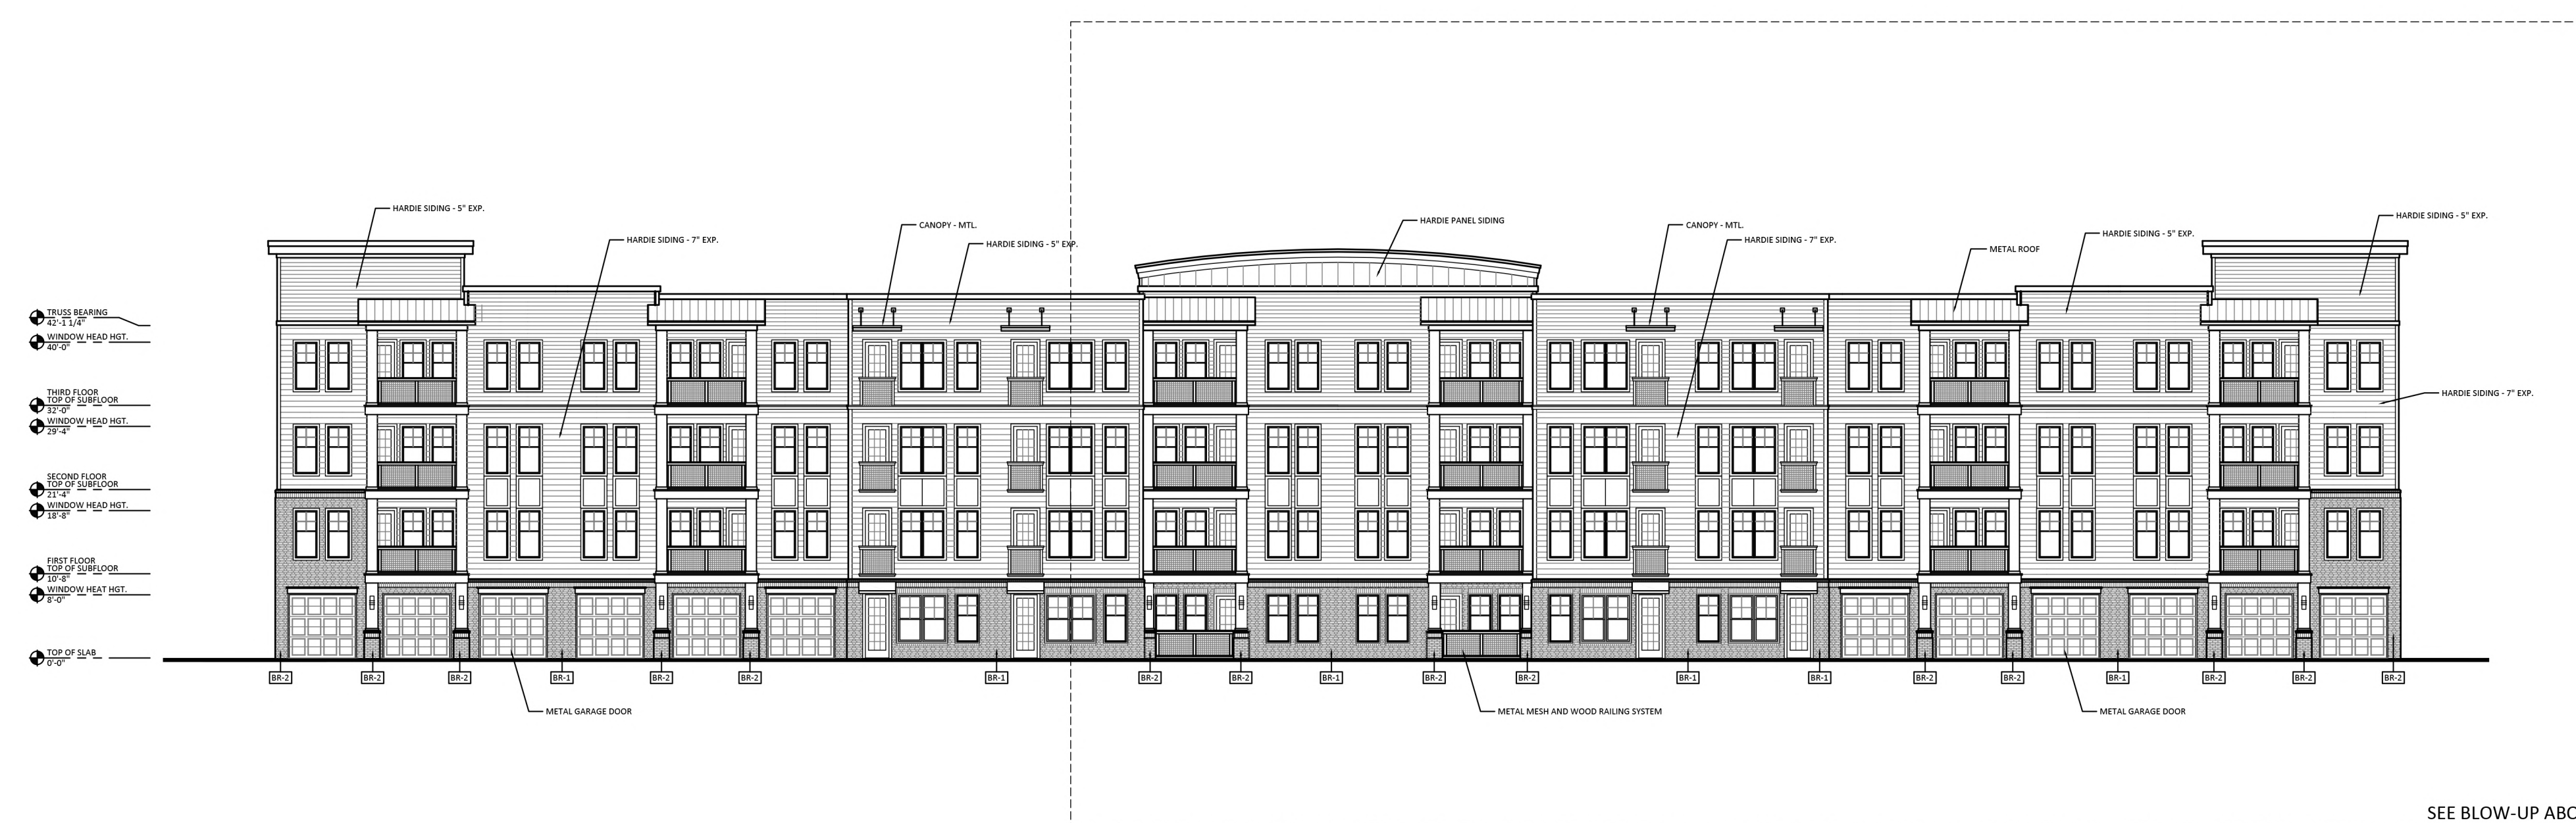 HARDIE SIDING - 5" EXP.
HARDIE SIDING - 7" EXP.
CANOPY - MTL.
HARDIE SIDING - 5" EXP.
HARDIE PANEL SIDING
CANOPY - MTL.
HARDIE SIDING - 7" EXP.
METAL ROOF
HARDIE SIDING - 5" EXP.
HARDIE SIDING - 5" EXP.
HARDIE SIDING - 7" EXP.
TRUSS BEARING
42'-1 1/4"
WINDOW HEAD HGT.
40'-0"
THIRD FLOOR
TOP OF SUBFLOOR
32'-0"
WINDOW HEAD HGT.
29'-4"
SECOND FLOOR
TOP OF SUBFLOOR
21'-4"
WINDOW HEAD HGT.
18'-8"
FIRST FLOOR
TOP OF SUBFLOOR
10'-8"
WINDOW HEAT HGT.
8'-0"
TOP OF SLAB
0'-0"
BR-2
BR-2
BR-2
BR-1
BR-2
BR-2
BR-1
BR-2
BR-2
BR-1
BR-2
BR-2
BR-1
BR-1
BR-2
BR-2
BR-1
BR-2
BR-2
BR-2
METAL GARAGE DOOR
METAL MESH AND WOOD RAILING SYSTEM
METAL GARAGE DOOR
SEE BLOW-UP ABO